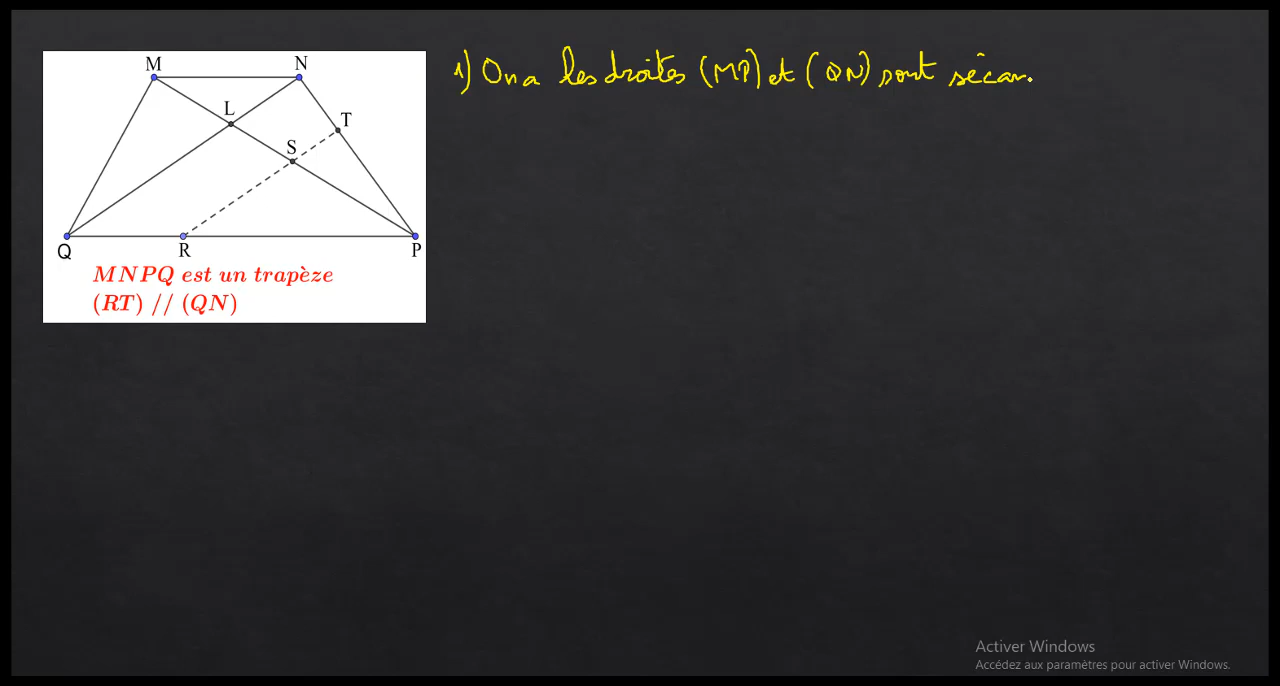 M N
L
T
S
Q R P
MNPQ est un trapèze
(RT) // (QN)
1) On a les droites (MP) et (QN) sont sécan.
Activer Windows
Accédez aux paramètres pour activer Windows.